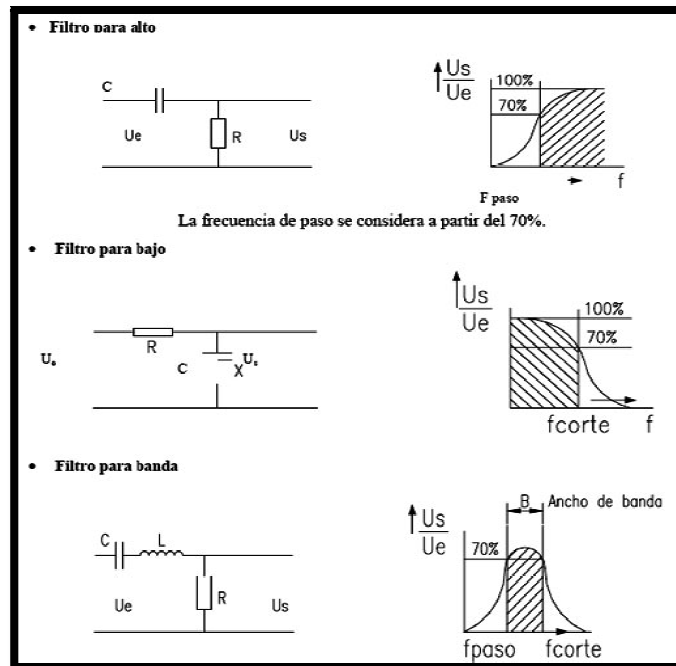 • Filtro para alto
C
Ue
R
Us
Us
Ue
100%
70%
f
F paso
La frecuencia de paso se considera a partir del 70%.
• Filtro para bajo
R
C
X
Us
Ue
100%
70%
fcorte
f
• Filtro para banda
C
L
Ue
R
Us
Us
Ue
70%
B
Ancho de banda
fpaso
fcorte